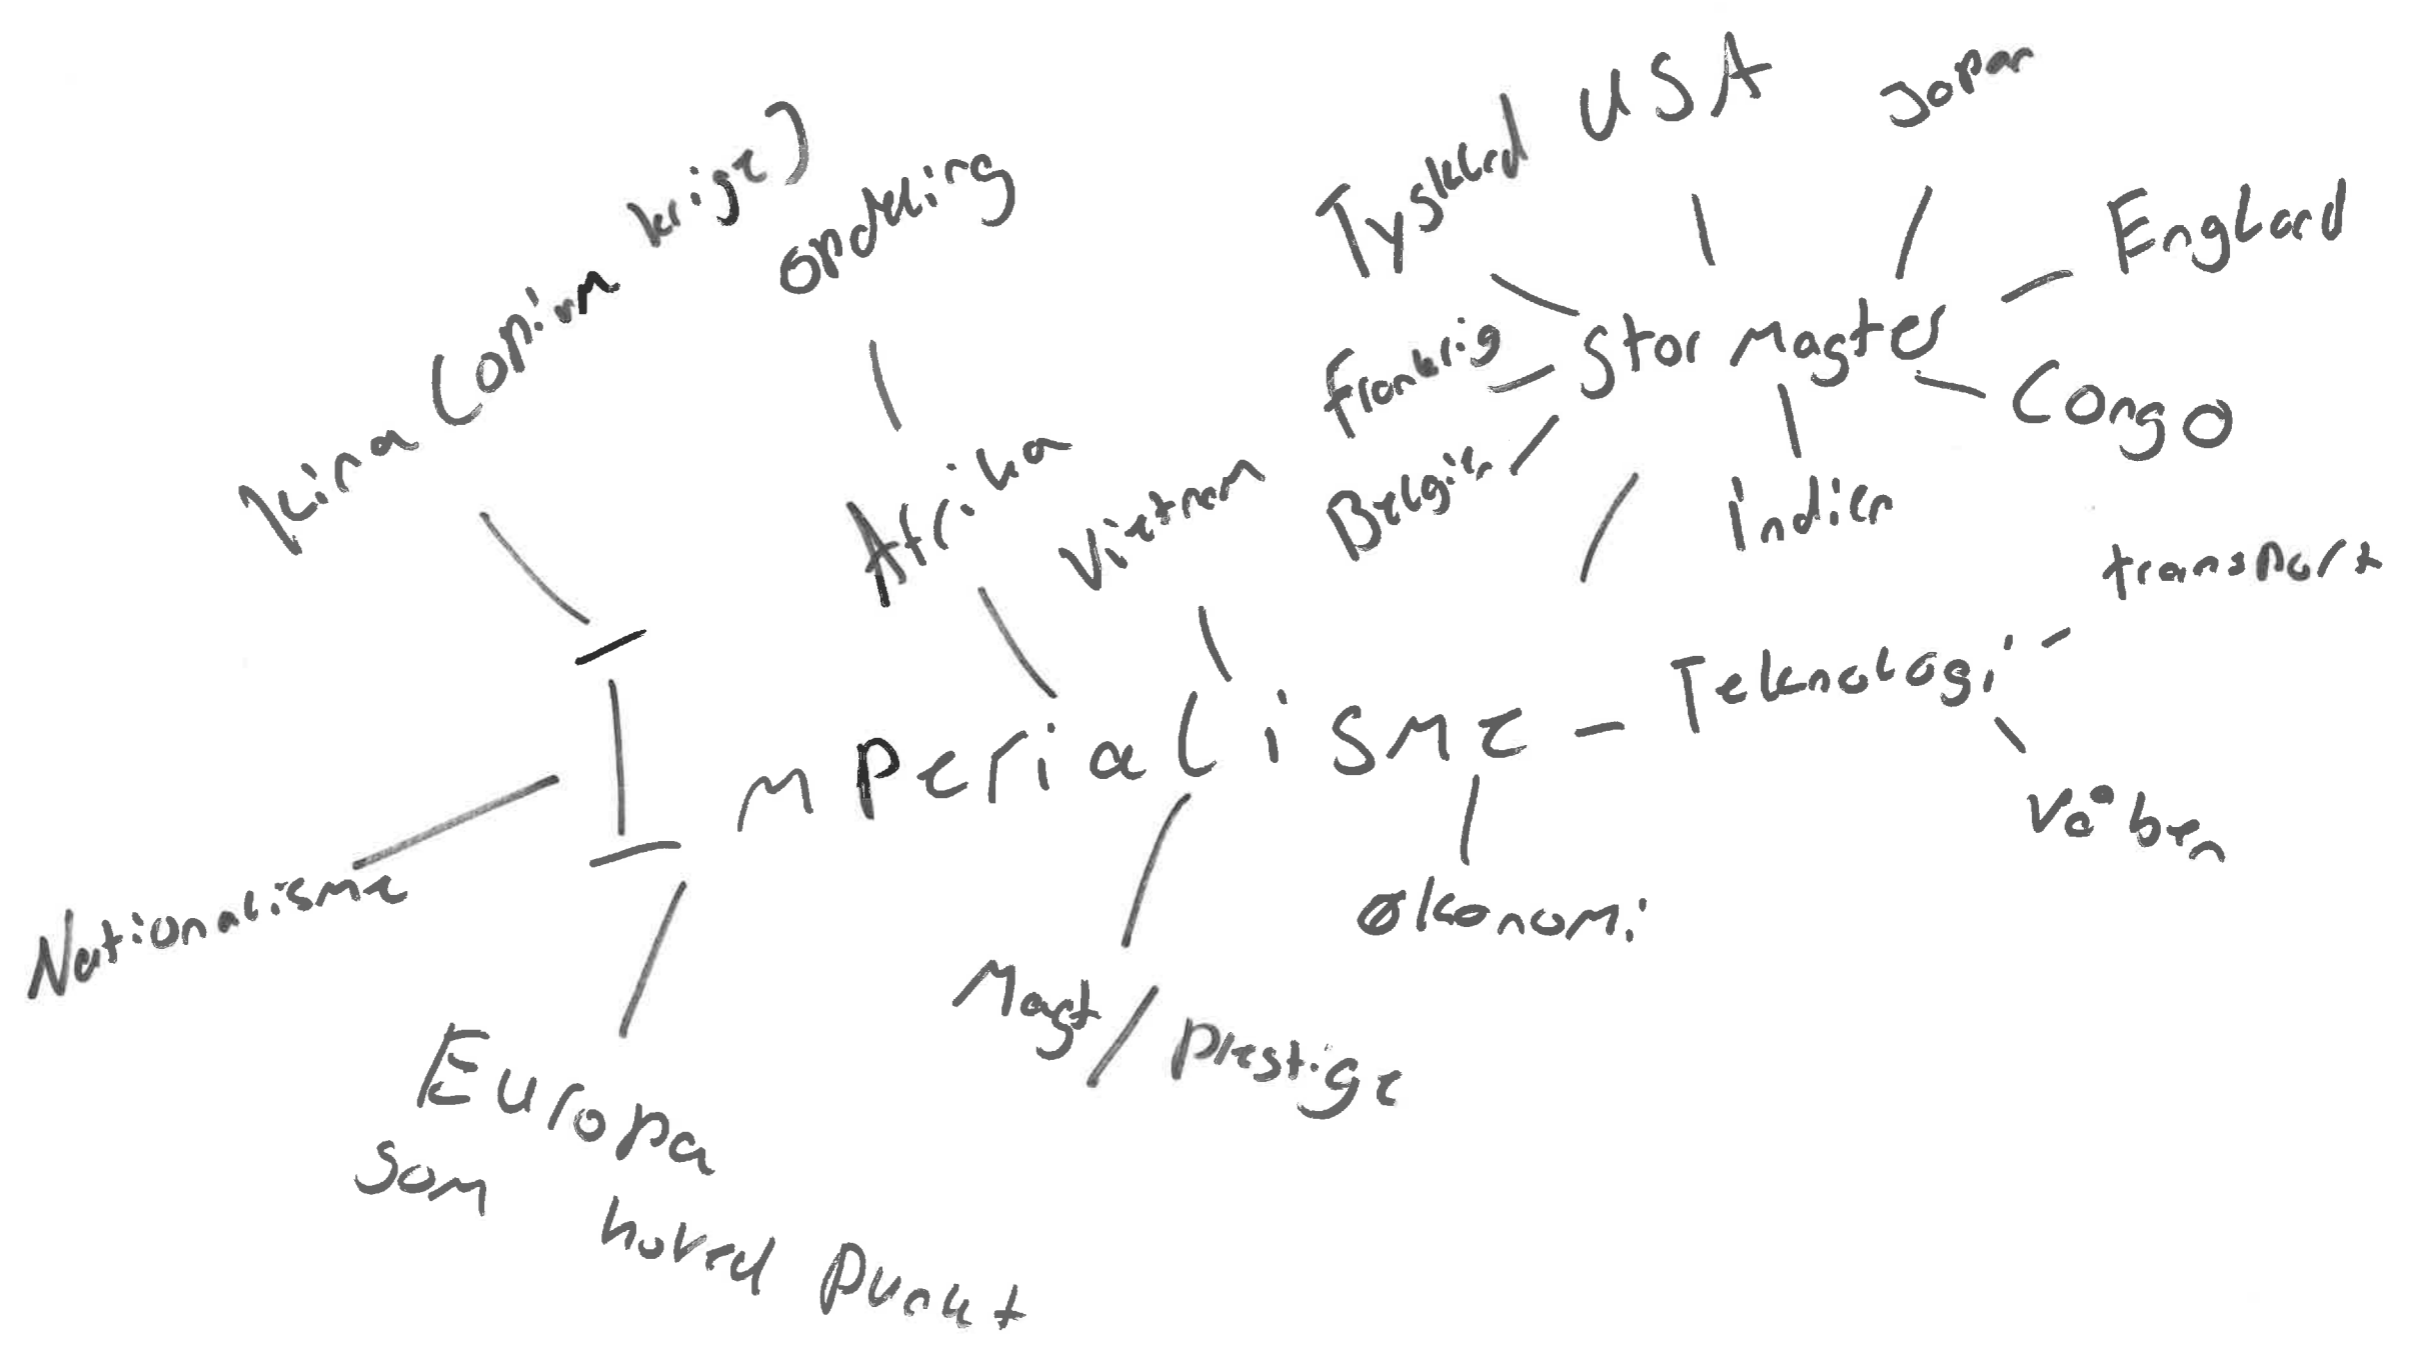 USA
Japan
Tyskland
England
Kina (opium krige)
opdeling
Stormagter
Frankrig
Congo
Afrika
Vietnam
Belgien
Indien
transport
Teknologi
Imperialisme
våben
Nationalisme
økonomi
Magt/prestige
Europa
som hoved punkt